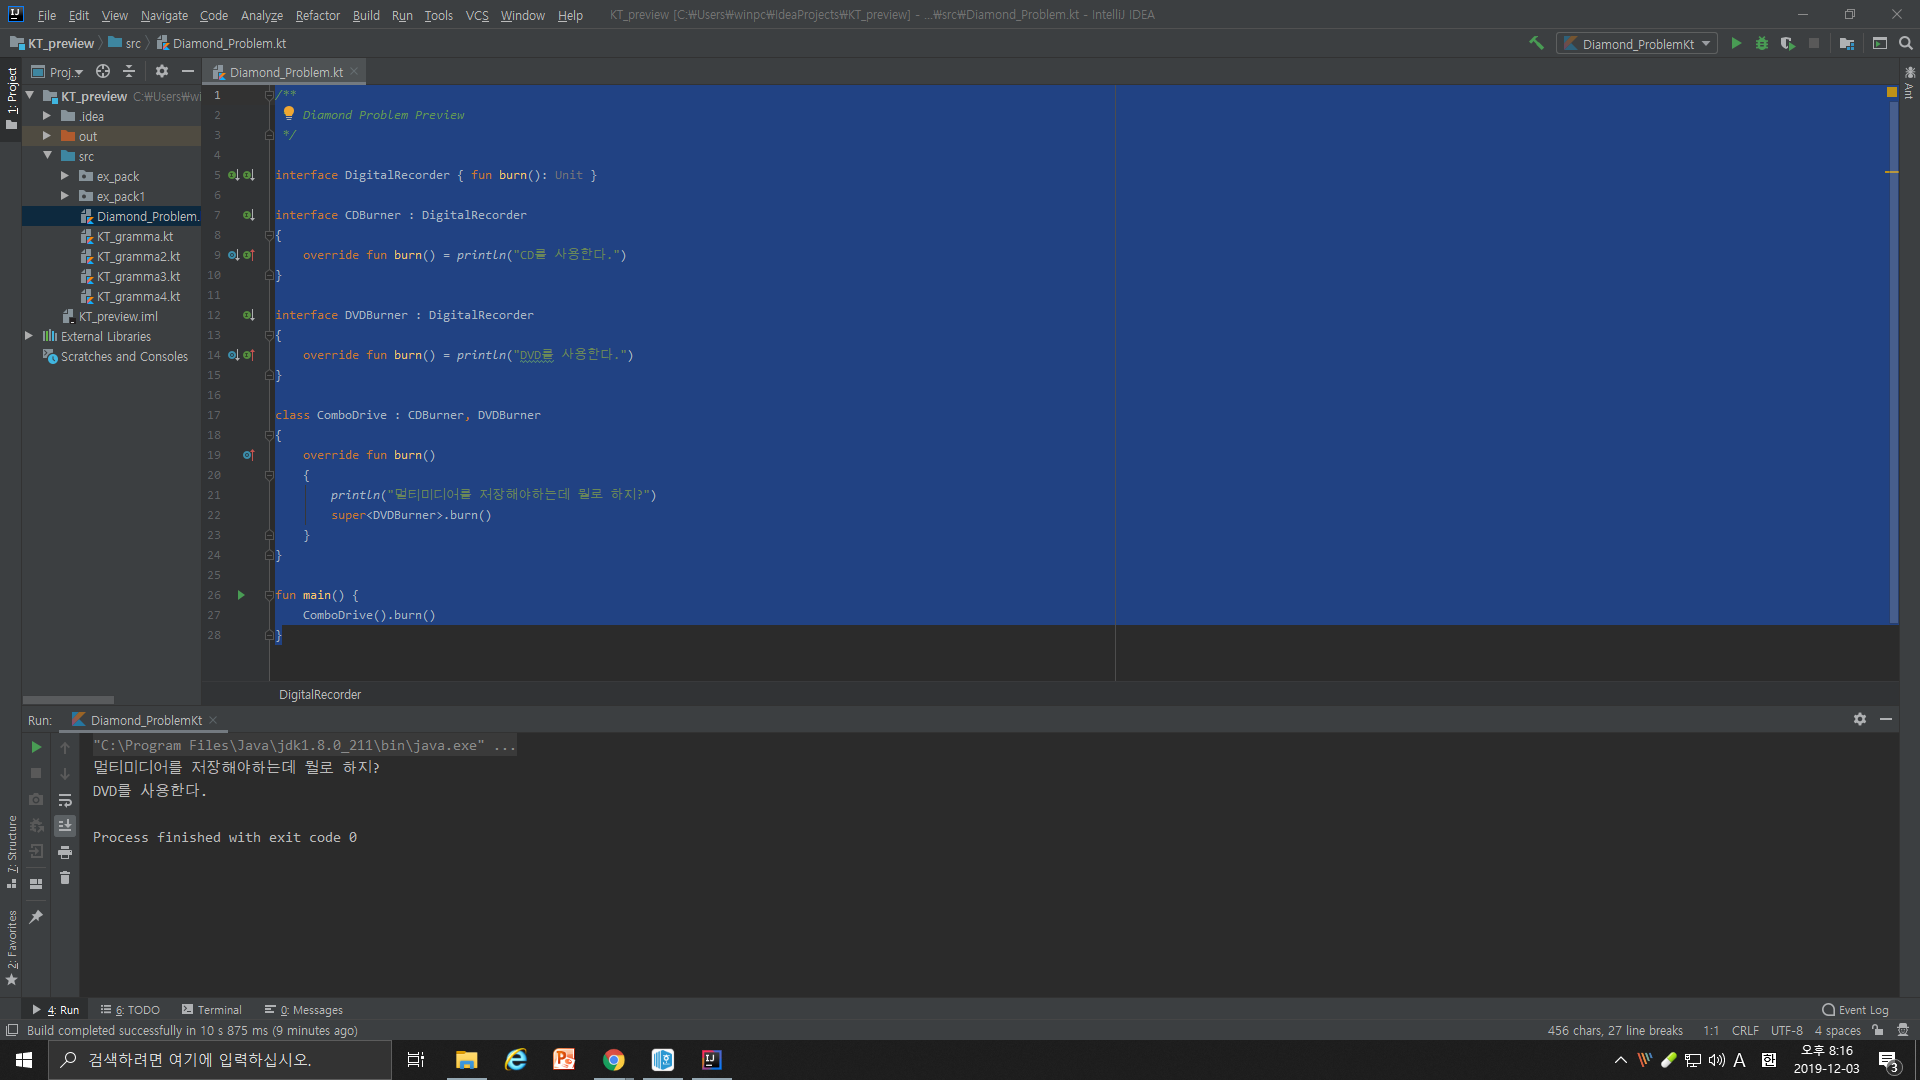 File Edit View Navigate Code Analyze Refactor Build Run Tools VCS Window Help KT_preview [C:₩Users₩winpc₩IdeaProjects₩KT_preview] - ...₩src₩Diamond_Problem.kt - IntelliJ IDEA
KT_preview src Diamond_Problem.kt Diamond_ProblemKt
1: Project
Proj.. Diamond_Problem.kt
Ant
KT_preview C:₩Users₩wi
.idea
out
src
ex_pack
ex_pack1
Diamond_Problem.
KT_gramma.kt
KT_gramma2.kt
KT_gramma3.kt
KT_gramma4.kt
KT_preview.iml
External Libraries
Scratches and Consoles
1 /**
2 Diamond Problem Preview
3 */
4
5 interface DigitalRecorder { fun burn(): Unit }
6
7 interface CDBurner : DigitalRecorder
8 {
9 override fun burn() = println("CD를 사용한다.")
10 }
11
12 interface DVDBurner : DigitalRecorder
13 {
14 override fun burn() = println("DVD를 사용한다.")
15 }
16
17 class ComboDrive : CDBurner, DVDBurner
18 {
19 override fun burn()
20 {
21 println("멀티미디어를 저장해야하는데 뭘로 하지?")
22 super<DVDBurner>.burn()
23 }
24 }
25
26 fun main() {
27 ComboDrive().burn()
28 }
DigitalRecorder
Run: Diamond_ProblemKt
"C:\Program Files\Java\jdk1.8.0_211\bin\java.exe" ...
멀티미디어를 저장해야하는데 뭘로 하지?
DVD를 사용한다.
Process finished with exit code 0
7: Structure
2: Favorites
4: Run 6: TODO Terminal 0: Messages Event Log
Build completed successfully in 10 s 875 ms (9 minutes ago) 456 chars, 27 line breaks 1:1 CRLF UTF-8 4 spaces
검색하려면 여기에 입력하십시오. A 한 오후 8:16
2019-12-03 3